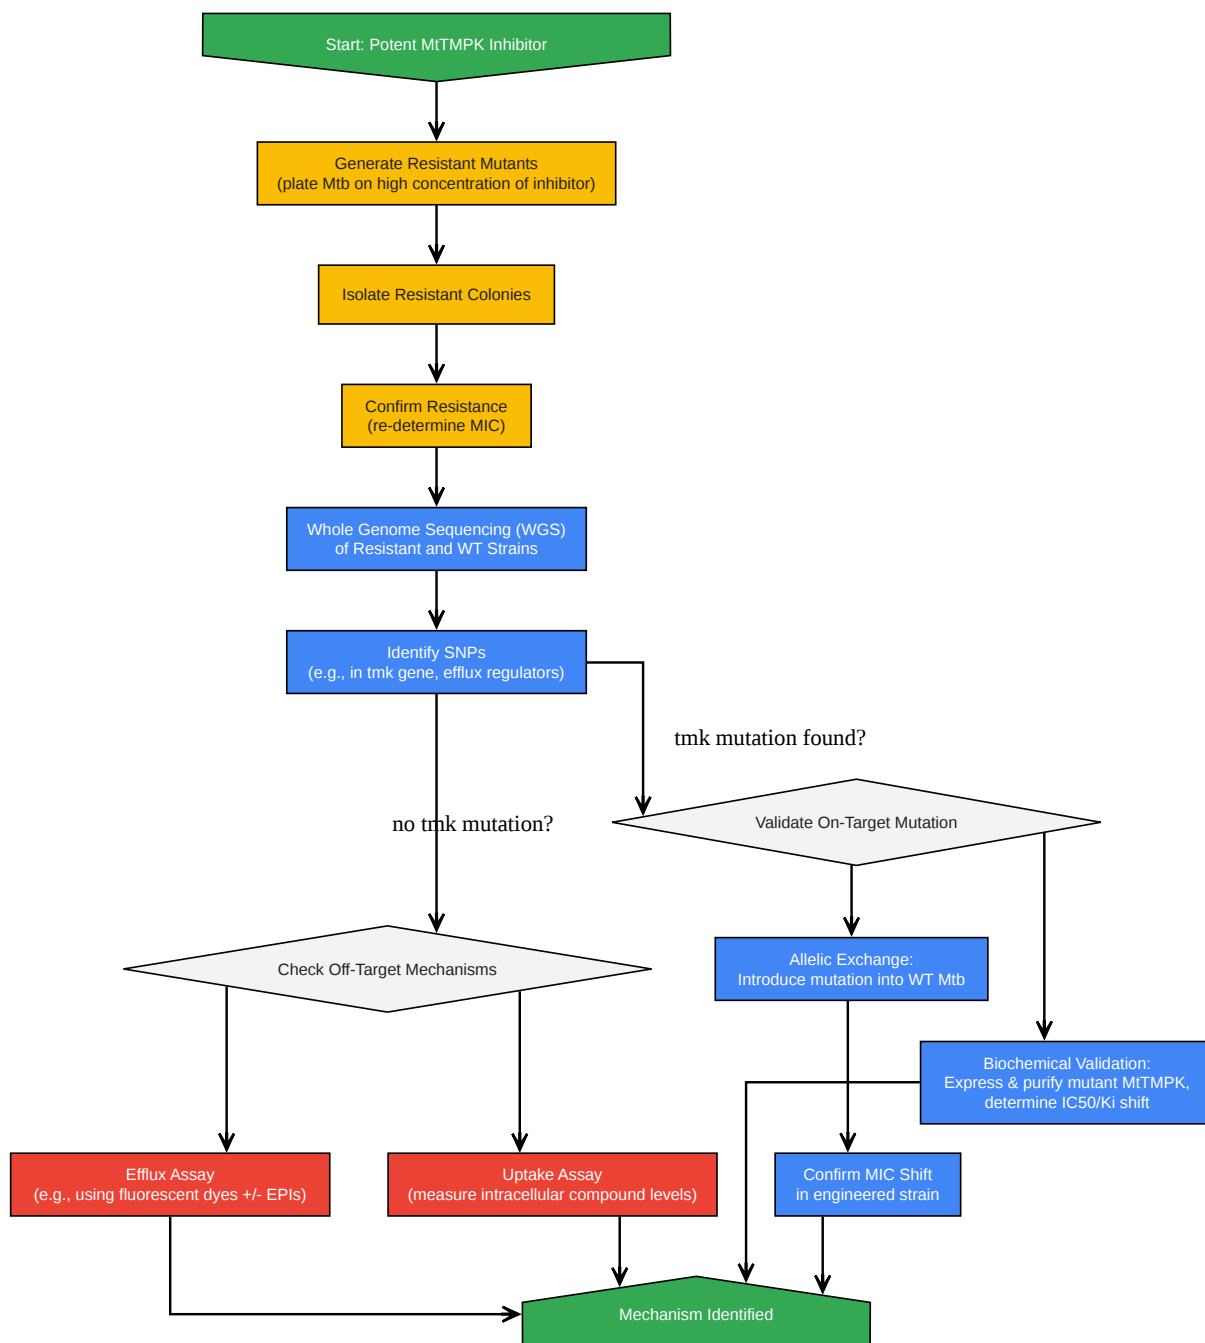 Start: Potent MtTMPK Inhibitor
Generate Resistant Mutants
(plate Mtb on high concentration of inhibitor)
Isolate Resistant Colonies
Confirm Resistance
(re-determine MIC)
Whole Genome Sequencing (WGS)
of Resistant and WT Strains
Identify SNPs
(e.g., in tmk gene, efflux regulators)
tmk mutation found?
no tmk mutation?
Validate On-Target Mutation
Check Off-Target Mechanisms
Allelic Exchange:
Introduce mutation into WT Mtb
Biochemical Validation:
Express & purify mutant MtTMPK,
determine IC50/Ki shift
Efflux Assay
(e.g., using fluorescent dyes +/- EPIs)
Uptake Assay
(measure intracellular compound levels)
Confirm MIC Shift
in engineered strain
Mechanism Identified